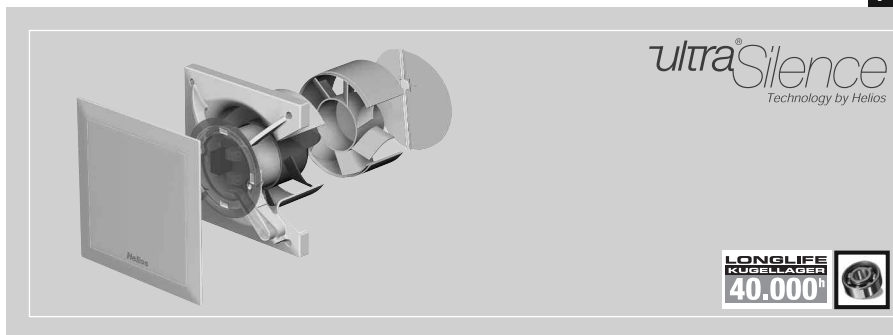 ultra®Silence
Technology by Helios
Helios
LONGLIFE
KUGELLAGER
40.000h